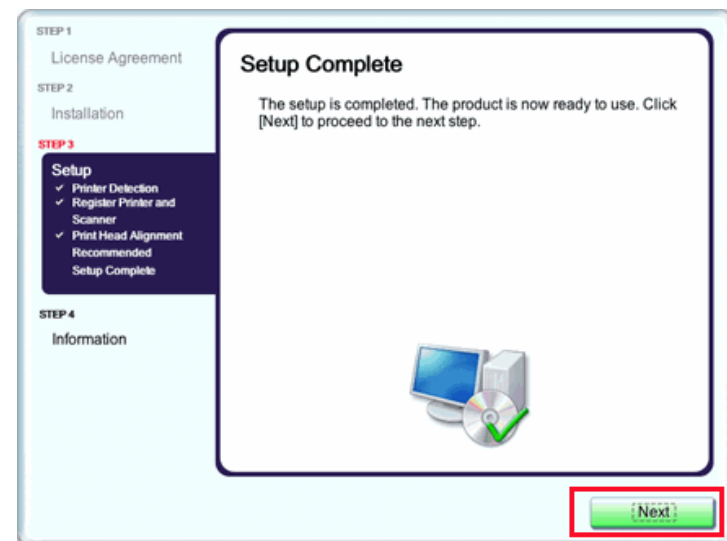 STEP 1
License Agreement
STEP 2
Installation
STEP 3
Setup
✓ Printer Detection
✓ Register Printer and
Scanner
✓ Print Head Alignment
Recommended
Setup Complete
STEP 4
Information
Setup Complete
The setup is completed. The product is now ready to use. Click
[Next] to proceed to the next step.
Next